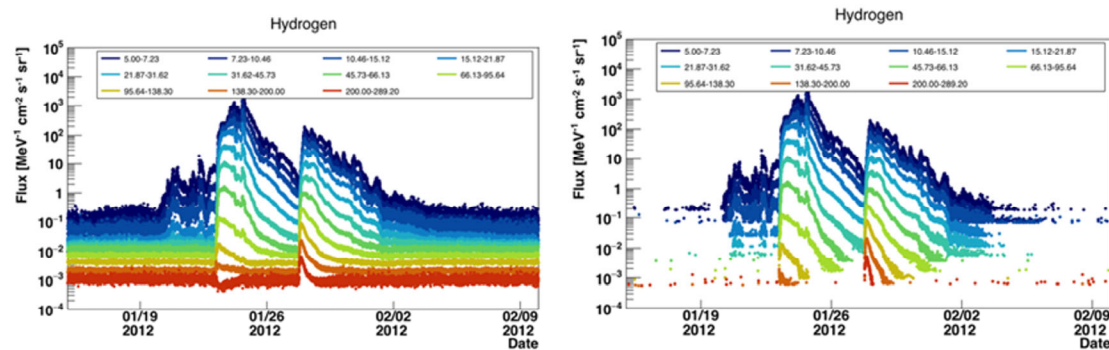 Hydrogen
Flux [MeV⁻¹ cm⁻² s⁻¹ sr⁻¹]
10⁵
10⁴
10³
10²
10
1
10⁻¹
10⁻²
10⁻³
10⁻⁴
5.00-7.23 7.23-10.46 10.46-15.12 15.12-21.87
21.87-31.62 31.62-45.73 45.73-66.13 66.13-95.64
95.64-138.30 138.30-200.00 200.00-289.20
01/19 01/26 02/02 02/09
2012 2012 2012 2012
Date
Hydrogen
Flux [MeV⁻¹ cm⁻² s⁻¹ sr⁻¹]
10⁵
10⁴
10³
10²
10
1
10⁻¹
10⁻²
10⁻³
10⁻⁴
5.00-7.23 7.23-10.46 10.46-15.12 15.12-21.87
21.87-31.62 31.62-45.73 45.73-66.13 66.13-95.64
95.64-138.30 138.30-200.00 200.00-289.20
01/19 01/26 02/02 02/09
2012 2012 2012 2012
Date